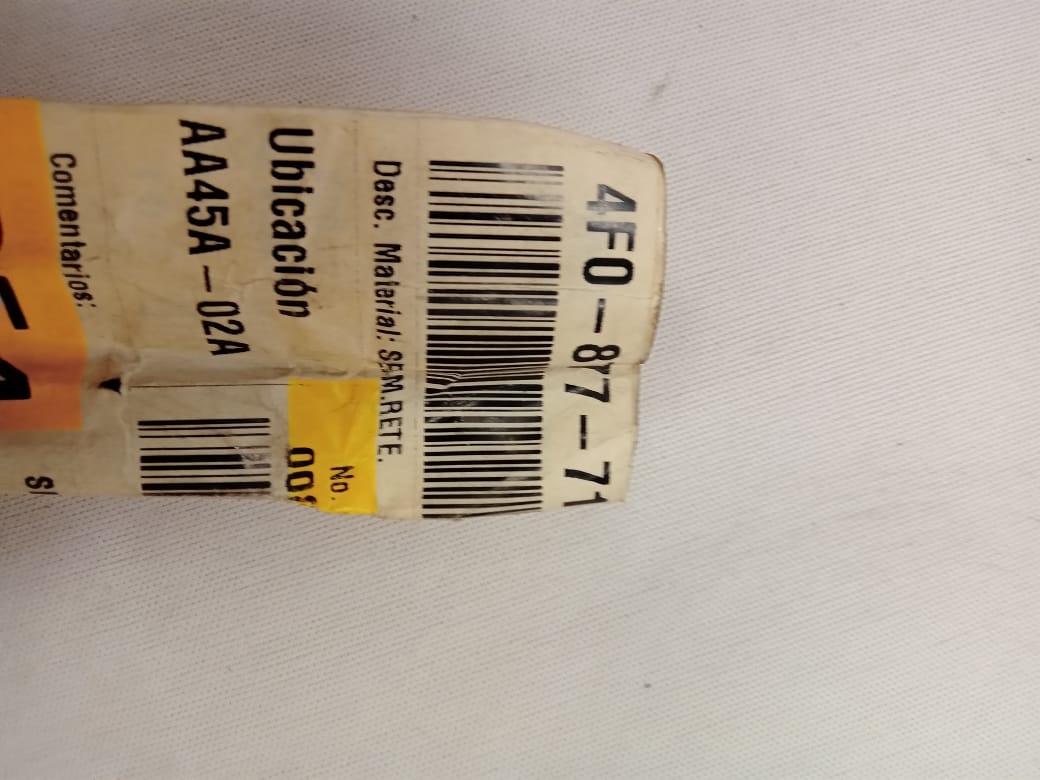 4F0-87-71
Desc. Material: SEM.RETE.
No.
Ubicación
AA45A-02A
Comentarios: